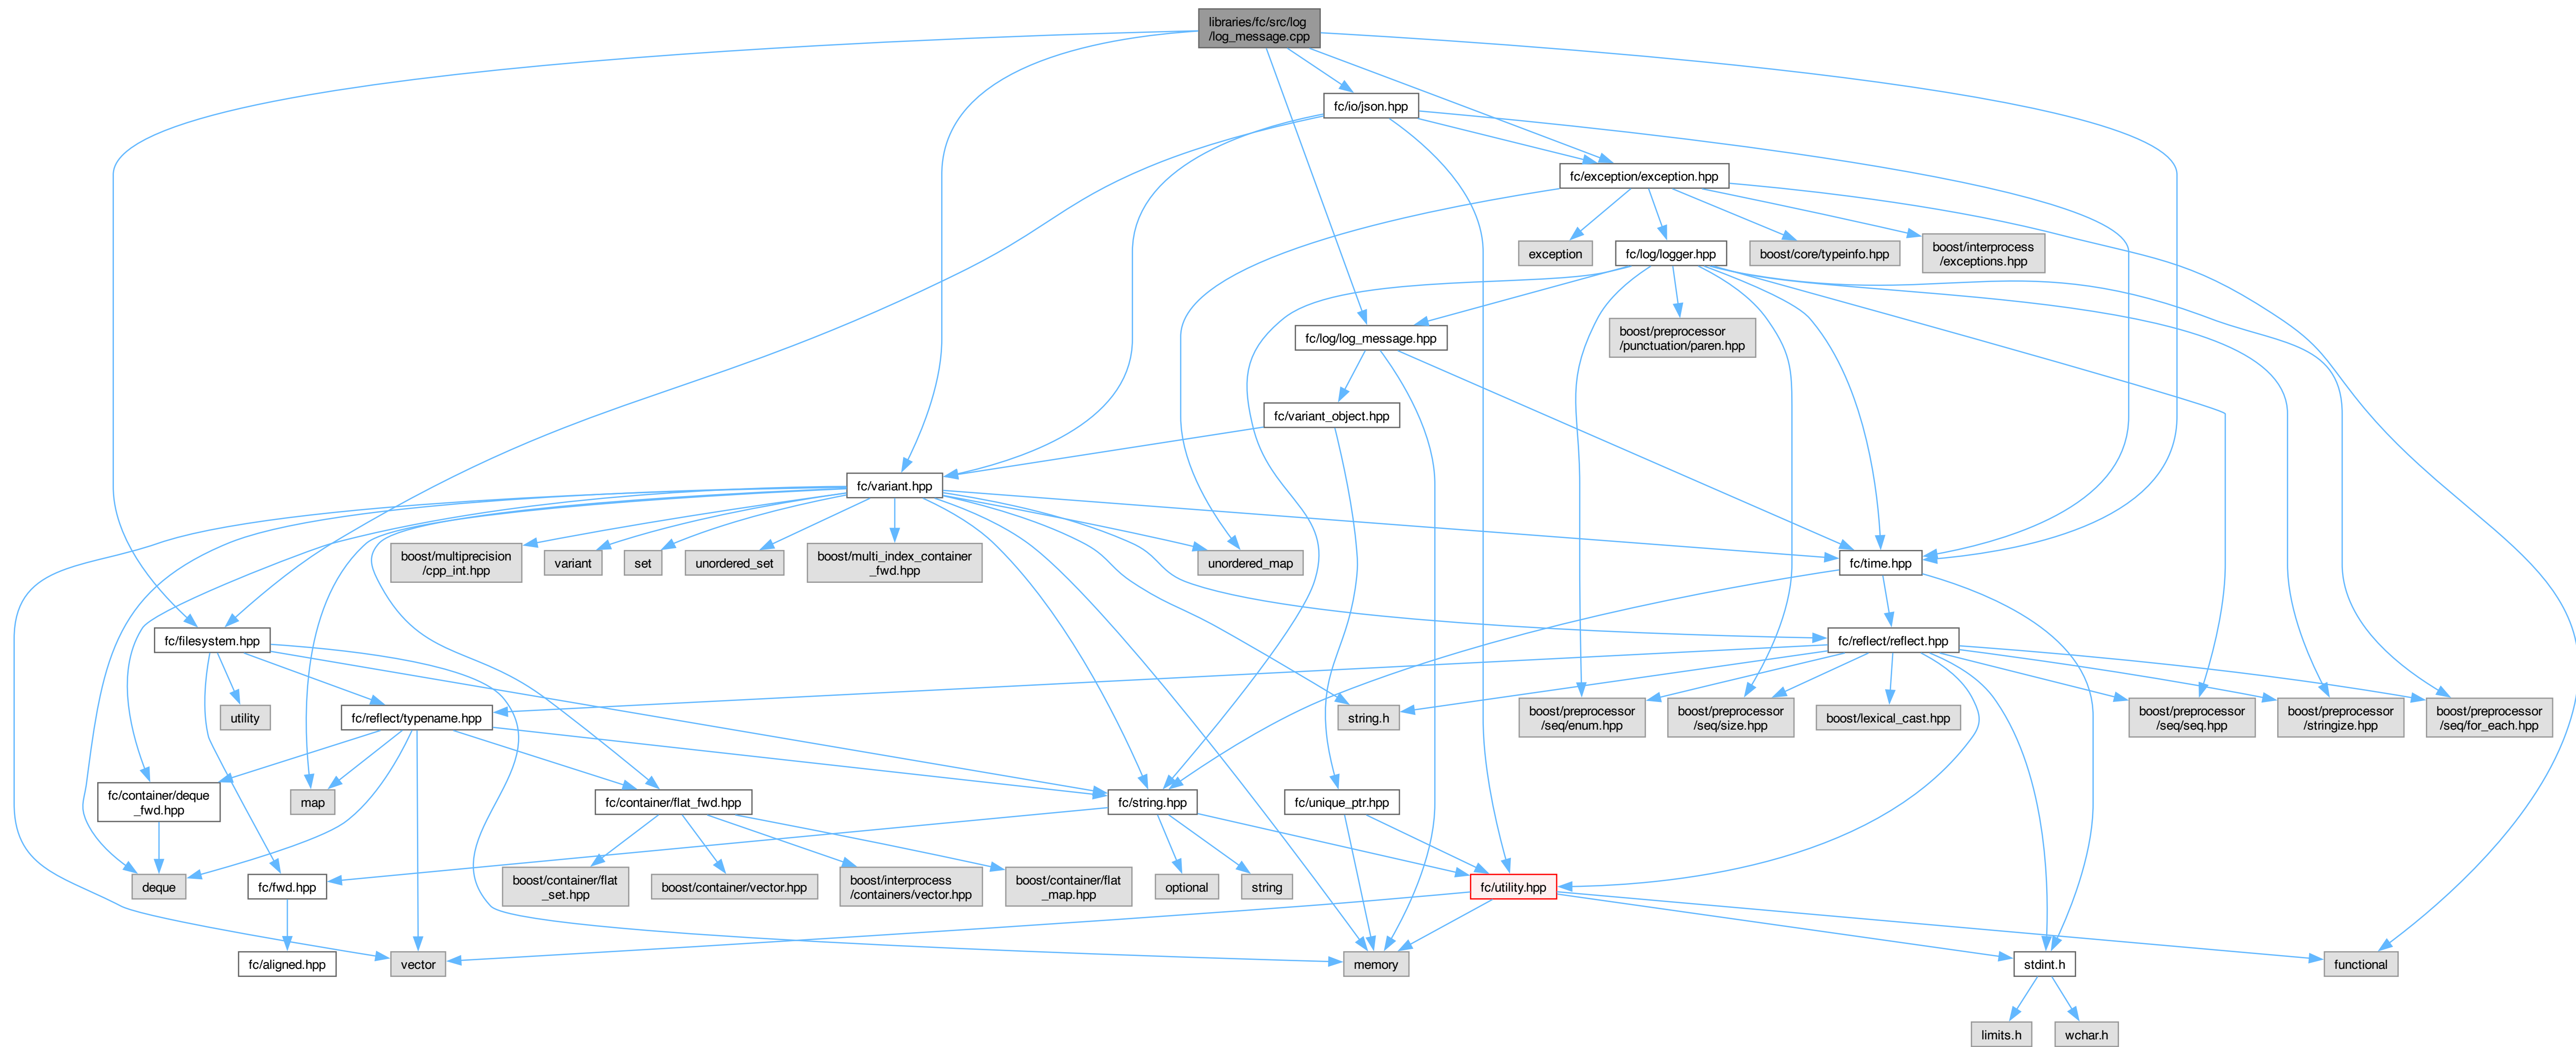 libraries/fc/src/log
/log_message.cpp
fc/io/json.hpp
fc/exception/exception.hpp
exception
fc/log/logger.hpp
boost/core/typeinfo.hpp
boost/interprocess
/exceptions.hpp
boost/preprocessor
/punctuation/paren.hpp
fc/log/log_message.hpp
fc/variant_object.hpp
fc/variant.hpp
boost/multiprecision
/cpp_int.hpp
variant
set
unordered_set
boost/multi_index_container
_fwd.hpp
unordered_map
fc/time.hpp
fc/filesystem.hpp
fc/reflect/reflect.hpp
utility
fc/reflect/typename.hpp
string.h
boost/preprocessor
/seq/enum.hpp
boost/preprocessor
/seq/size.hpp
boost/lexical_cast.hpp
boost/preprocessor
/seq/seq.hpp
boost/preprocessor
/stringize.hpp
boost/preprocessor
/seq/for_each.hpp
fc/container/deque
_fwd.hpp
map
fc/container/flat_fwd.hpp
fc/string.hpp
fc/unique_ptr.hpp
deque
fc/fwd.hpp
boost/container/flat
_set.hpp
boost/container/vector.hpp
boost/interprocess
/containers/vector.hpp
boost/container/flat
_map.hpp
optional
string
fc/utility.hpp
fc/aligned.hpp
vector
memory
stdint.h
functional
limits.h
wchar.h